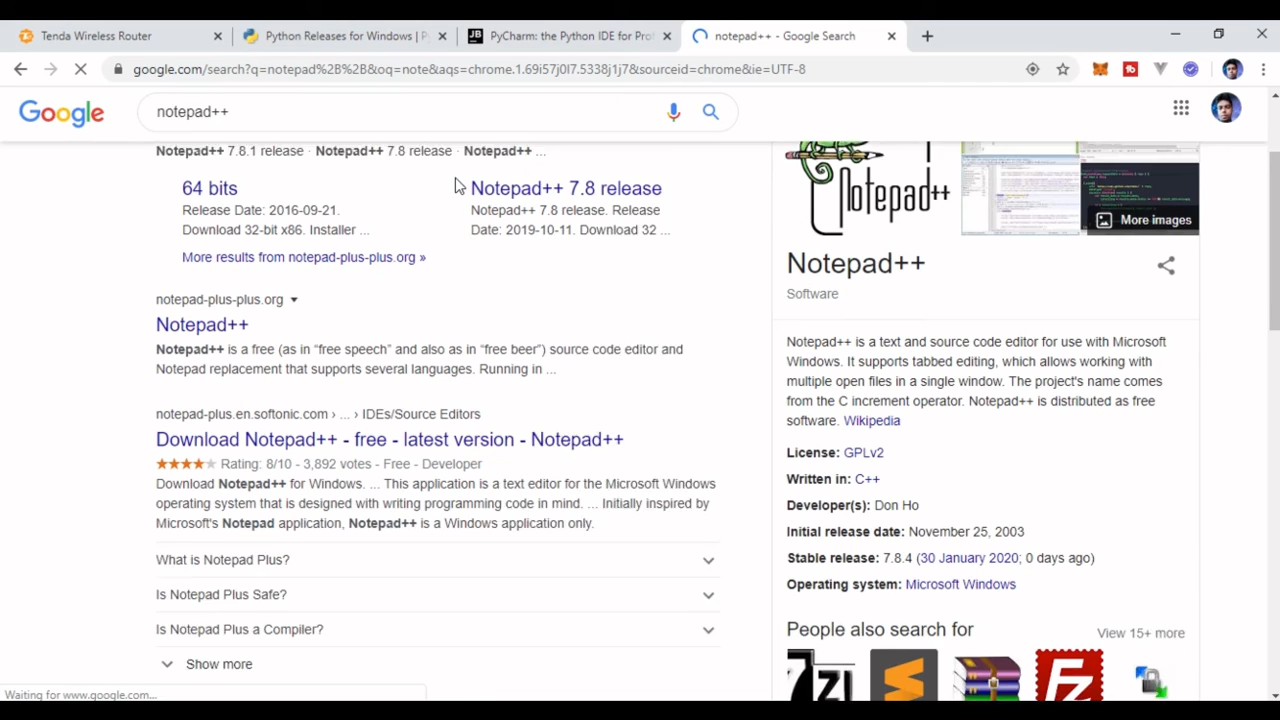 Tenda Wireless Router
Python Releases for Windows | Py
PyCharm: the Python IDE for Prof
notepad++ - Google Search
google.com/search?q=notepad%2B%2B&oq=note&aqs=chrome.1.69i57j0l7.5338j1j7&sourceid=chrome&ie=UTF-8
Google
notepad++
Notepad++ 7.8.1 release · Notepad++ 7.8 release · Notepad++ ...
64 bits
Release Date: 2016-09-21.
Download 32-bit x86. Installer ...
Notepad++ 7.8 release
Notepad++ 7.8 release. Release
Date: 2019-10-11. Download 32 ...
More results from notepad-plus-plus.org »
notepad-plus-plus.org
Notepad++
Notepad++ is a free (as in “free speech” and also as in “free beer”) source code editor and
Notepad replacement that supports several languages. Running in ...
notepad-plus.en.softonic.com › ... › IDEs/Source Editors
Download Notepad++ - free - latest version - Notepad++
Rating: 8/10 - 3,892 votes - Free - Developer
Download Notepad++ for Windows. ... This application is a text editor for the Microsoft Windows
operating system that is designed with writing programming code in mind. ... Initially inspired by
Microsoft's Notepad application, Notepad++ is a Windows application only.
What is Notepad Plus?
Is Notepad Plus Safe?
Is Notepad Plus a Compiler?
Show more
Notepad++
More images
Notepad++
Software
Notepad++ is a text and source code editor for use with Microsoft
Windows. It supports tabbed editing, which allows working with
multiple open files in a single window. The project's name comes
from the C increment operator. Notepad++ is distributed as free
software. Wikipedia
License: GPLv2
Written in: C++
Developer(s): Don Ho
Initial release date: November 25, 2003
Stable release: 7.8.4 (30 January 2020; 0 days ago)
Operating system: Microsoft Windows
People also search for
View 15+ more
Waiting for www.google.com...